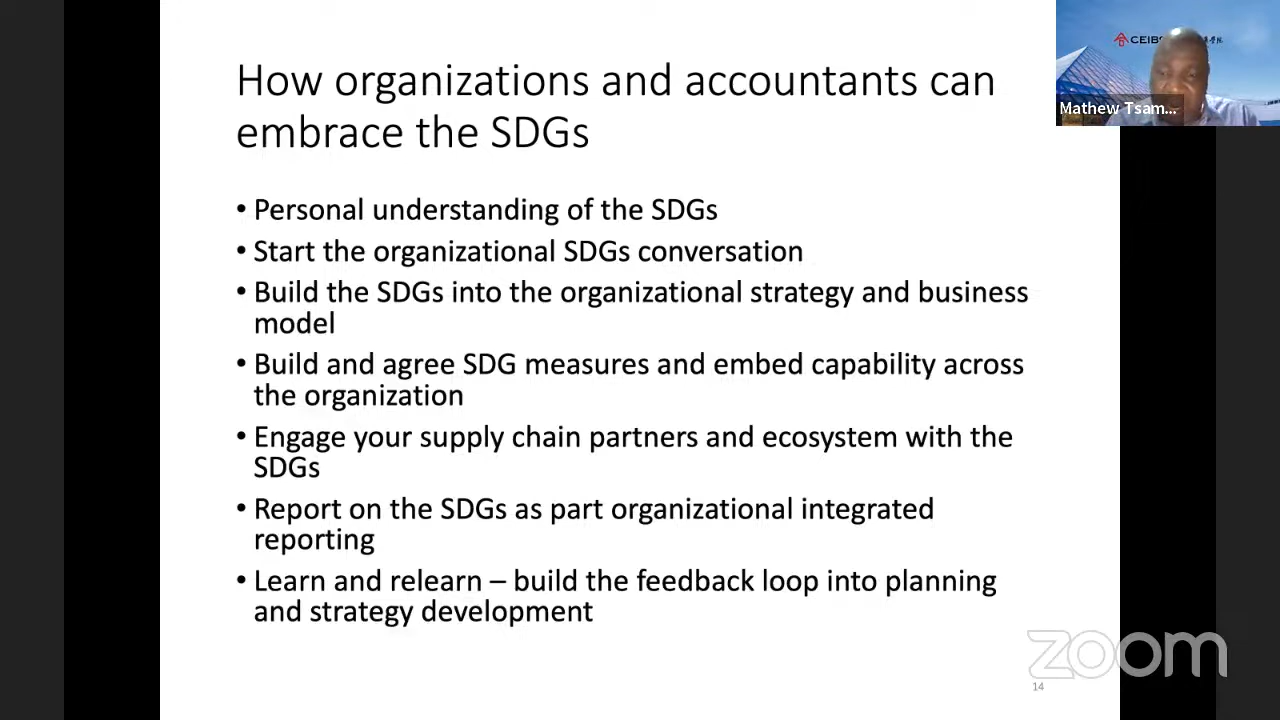 How organizations and accountants can
embrace the SDGs
• Personal understanding of the SDGs
• Start the organizational SDGs conversation
• Build the SDGs into the organizational strategy and business
model
• Build and agree SDG measures and embed capability across
the organization
• Engage your supply chain partners and ecosystem with the
SDGs
• Report on the SDGs as part organizational integrated
reporting
• Learn and relearn – build the feedback loop into planning
and strategy development
14
zoom
Mathew Tsam...